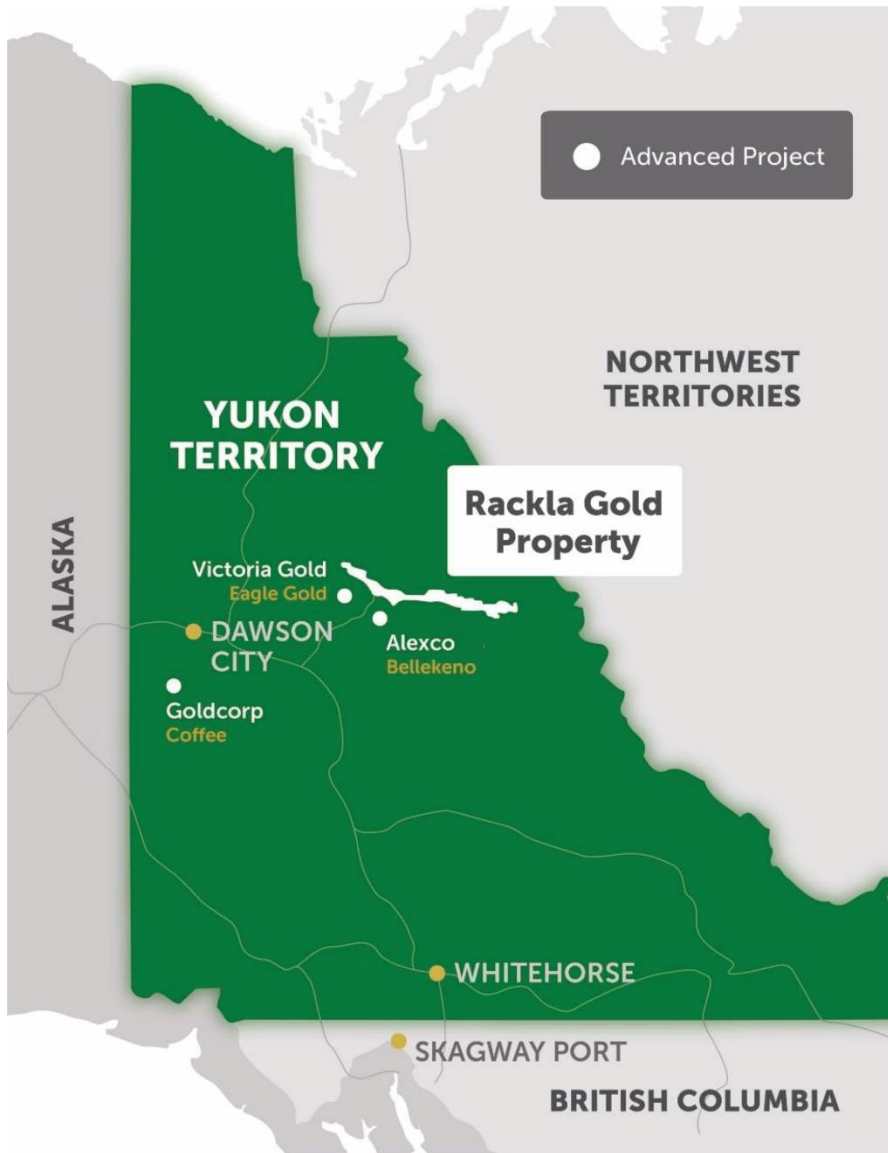 Advanced Project
NORTHWEST
TERRITORIES
YUKON
TERRITORY
Rackla Gold
Property
ALASKA
Victoria Gold
Eagle Gold
DAWSON
CITY
Alexco
Bellekeno
Goldcorp
Coffee
WHITEHORSE
SKAGWAY PORT
BRITISH COLUMBIA